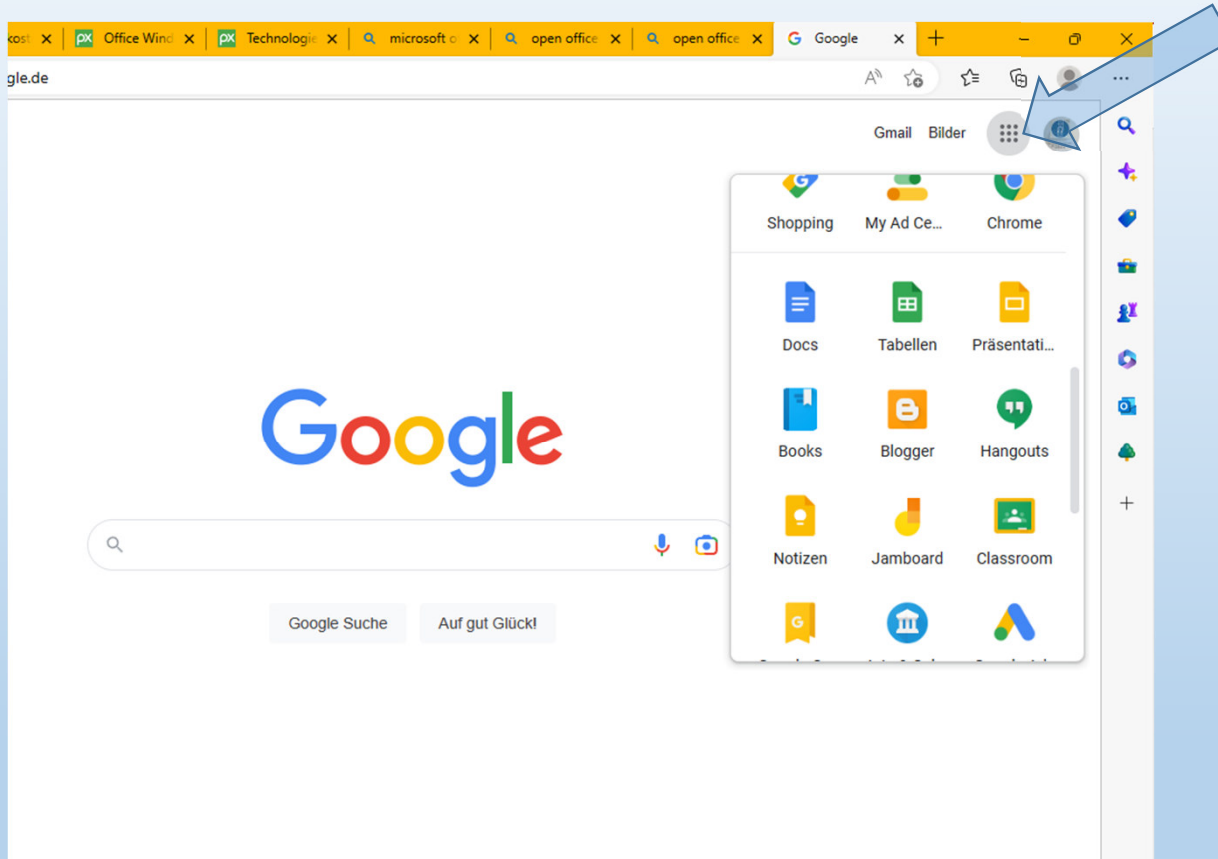 kost Office Wind Technologie microsoft o open office open office Google
gle.de
Gmail Bilder
Shopping My Ad Ce... Chrome
Docs Tabellen Präsentati...
Google
Books Blogger Hangouts
Notizen Jamboard Classroom
Google Suche Auf gut Glück!